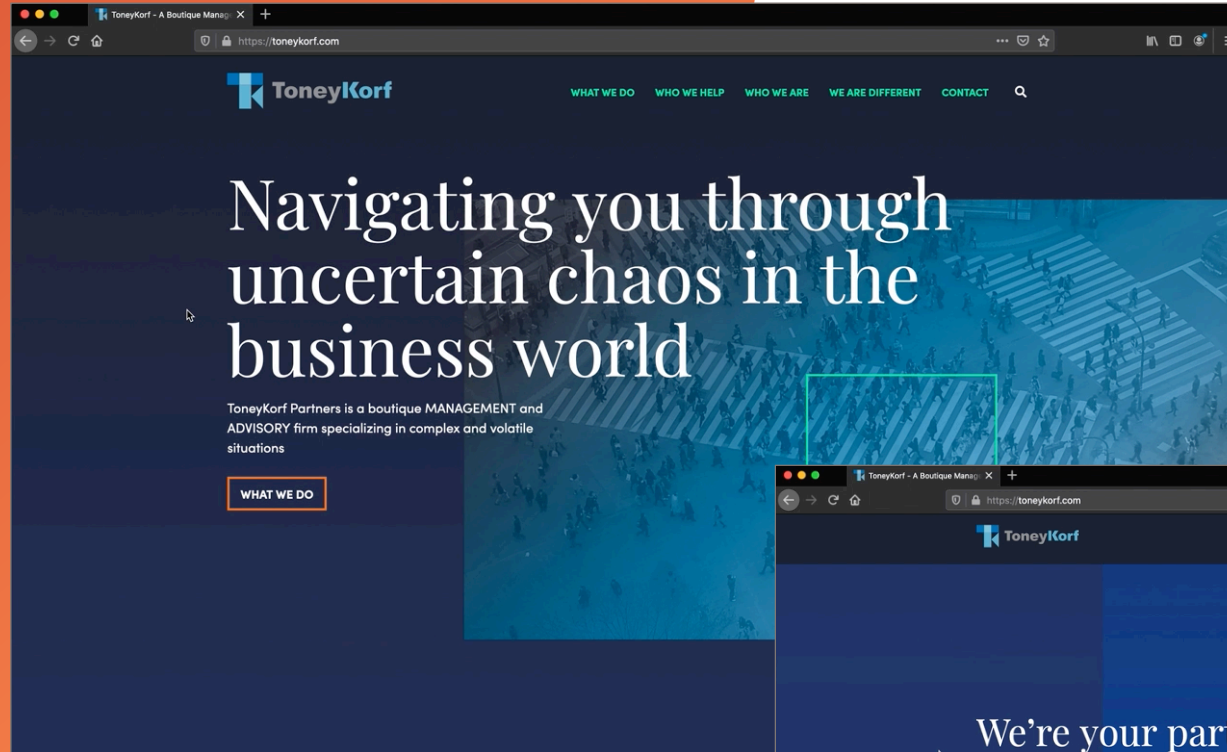 ToneyKorf - A Boutique Manag
https://toneykorf.com
ToneyKorf
WHAT WE DO WHO WE HELP WHO WE ARE WE ARE DIFFERENT CONTACT
Navigating you through
uncertain chaos in the
business world
ToneyKorf Partners is a boutique MANAGEMENT and
ADVISORY firm specializing in complex and volatile
situations
WHAT WE DO
ToneyKorf - A Boutique Manag
https://toneykorf.com
ToneyKorf
We're your par